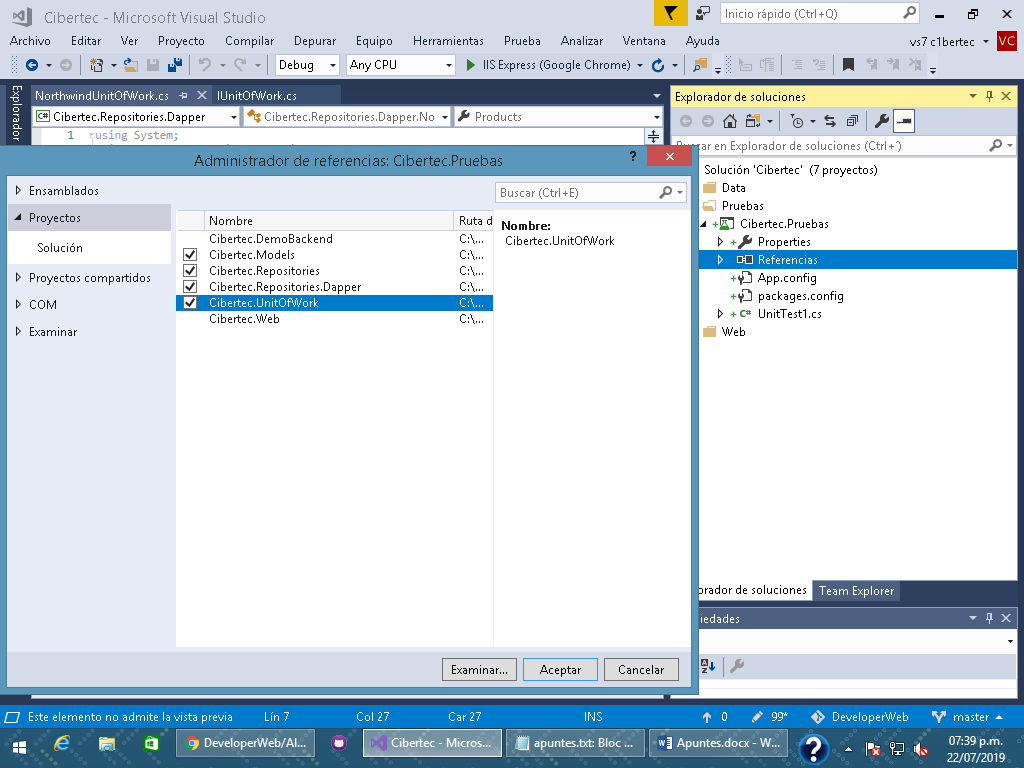 Cibertec - Microsoft Visual Studio
Inicio rápido (Ctrl+Q)
Archivo Editar Ver Proyecto Compilar Depurar Equipo Herramientas Prueba Analizar Ventana Ayuda
vs7 c1bertec VC
Debug Any CPU IIS Express (Google Chrome)
Explorador
NorthwindUnitOfWork.cs IUnitOfWork.cs
Cibertec.Repositories.Dapper Cibertec.Repositories.Dapper.No Products
1 using System;
Administrador de referencias: Cibertec.Pruebas ?
Ensamblados
Proyectos
Solución
Proyectos compartidos
COM
Examinar
Buscar (Ctrl+E)
Nombre Ruta d
Cibertec.DemoBackend C:\...
Cibertec.Models C:\...
Cibertec.Repositories C:\...
Cibertec.Repositories.Dapper C:\...
Cibertec.UnitOfWork C:\...
Cibertec.Web C:\...
Nombre:
Cibertec.UnitOfWork
Examinar... Aceptar Cancelar
Explorador de soluciones
ar en Explorador de soluciones (Ctrl+´)
Solución 'Cibertec' (7 proyectos)
Data
Pruebas
Cibertec.Pruebas
Properties
Referencias
App.config
packages.config
C# UnitTest1.cs
Web
orador de soluciones Team Explorer
iedades
Este elemento no admite la vista previa Lín 7 Col 27 Car 27 INS 0 99* DeveloperWeb master
DeveloperWeb/Al... Cibertec - Micros... apuntes.txt: Bloc ... Apuntes.docx - W...
07:39 p.m.
22/07/2019